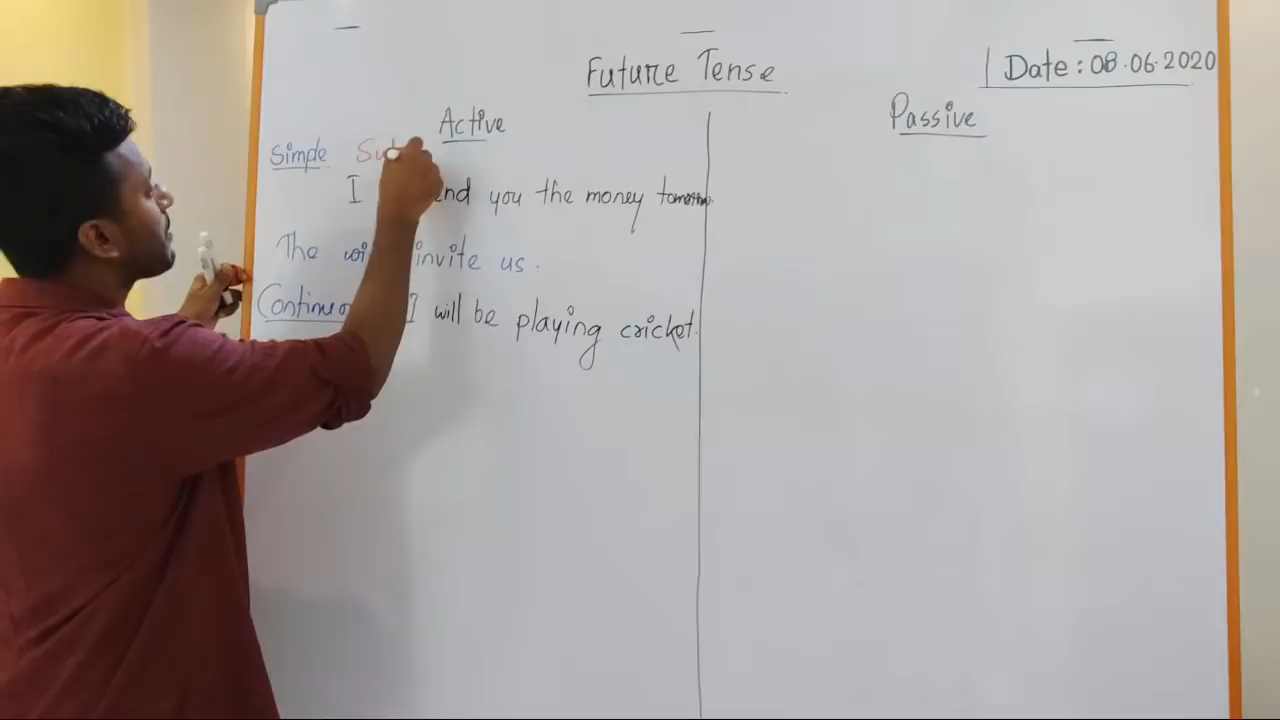 Future Tense
Date : 08.06.2020
Active
Passive
Simple
I you the money
The invite us.
I will be playing cricket.